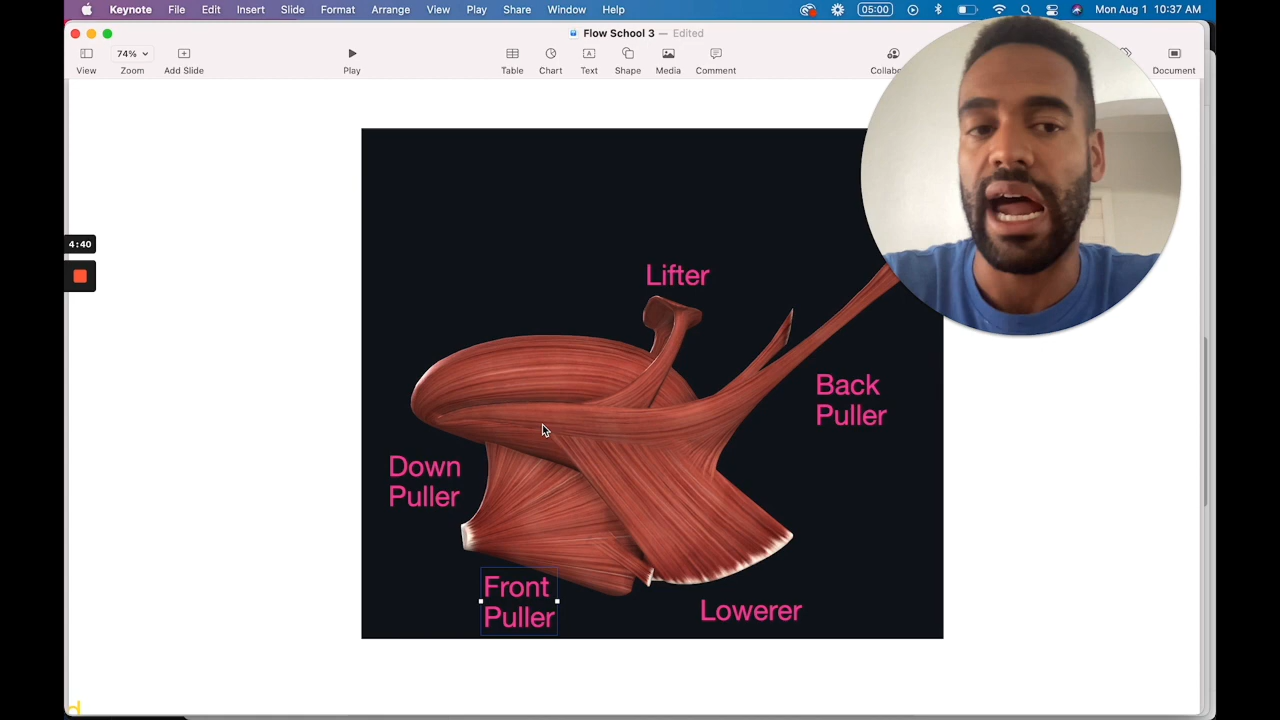 Keynote File Edit Insert Slide Format Arrange View Play Share Window Help 05:00 Mon Aug 1 10:37 AM
Flow School 3 — Edited
74%
View Zoom Add Slide Play Table Chart Text Shape Media Comment Collabo Document
4:40
Lifter
Back
Puller
Down
Puller
Front
Puller
Lowerer
d